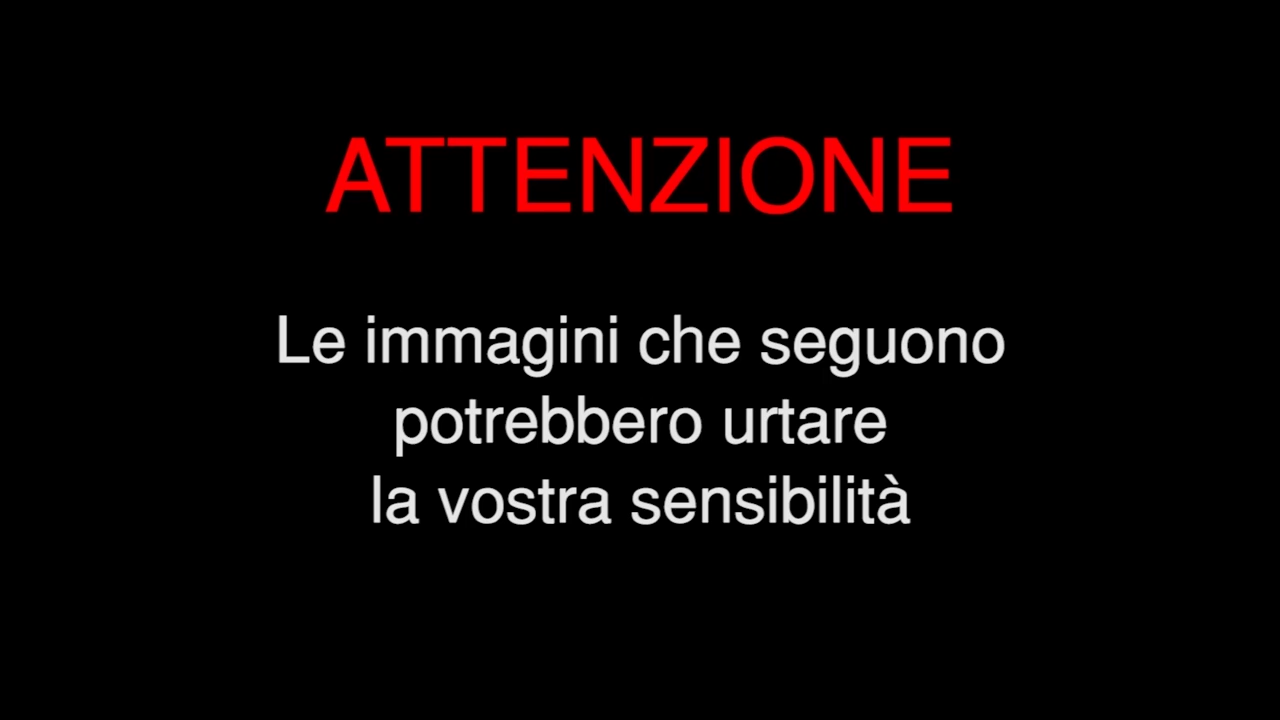 ATTENZIONE
Le immagini che seguono
potrebbero urtare
la vostra sensibilità